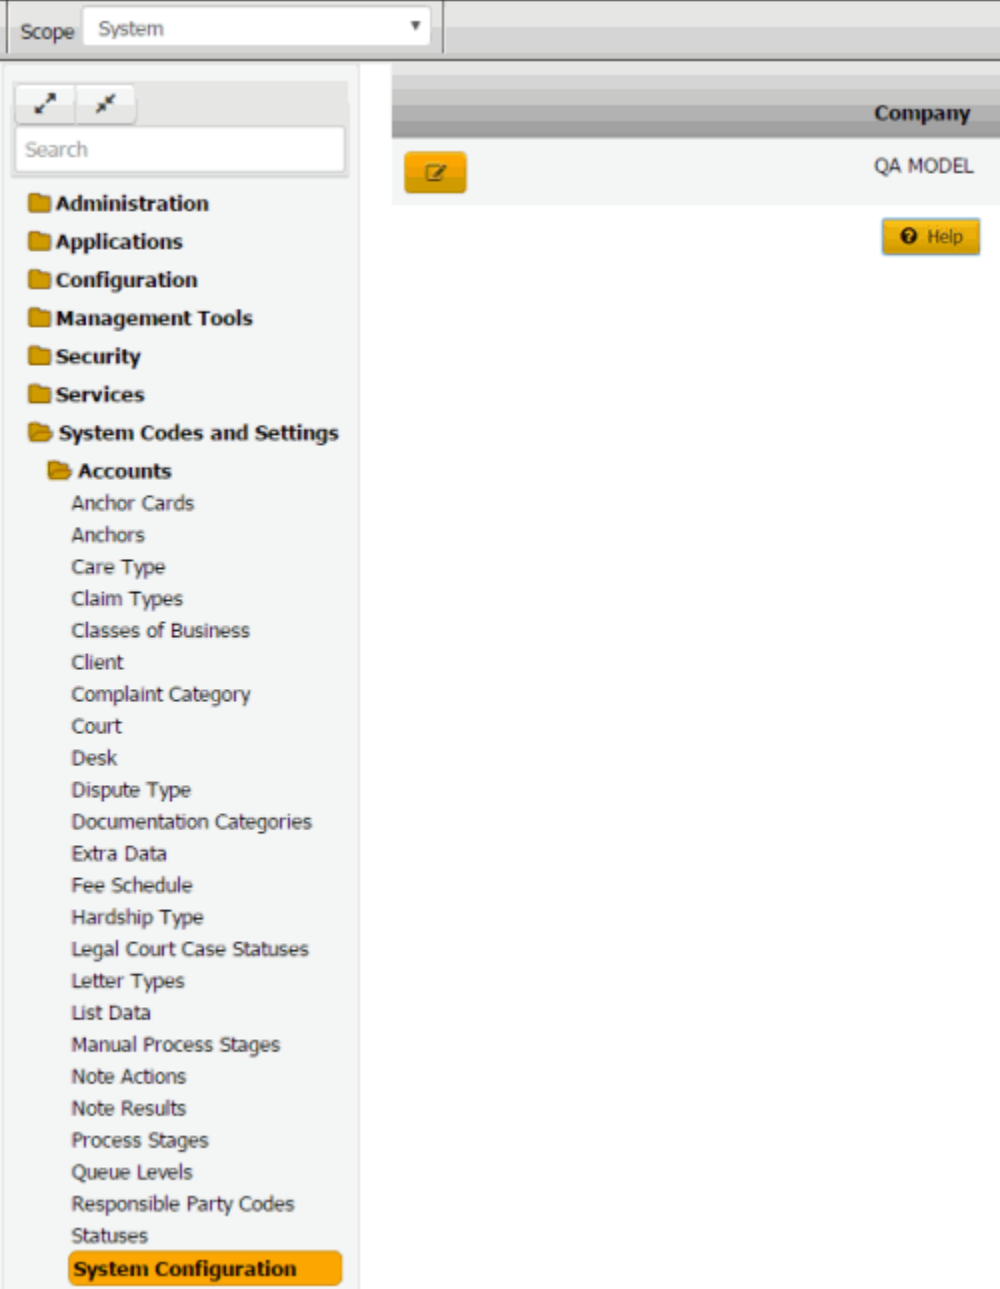 Scope System
Search
Administration
Applications
Configuration
Management Tools
Security
Services
System Codes and Settings
Accounts
Anchor Cards
Anchors
Care Type
Claim Types
Classes of Business
Client
Complaint Category
Court
Desk
Dispute Type
Documentation Categories
Extra Data
Fee Schedule
Hardship Type
Legal Court Case Statuses
Letter Types
List Data
Manual Process Stages
Note Actions
Note Results
Process Stages
Queue Levels
Responsible Party Codes
Statuses
System Configuration
Company
QA MODEL
Help